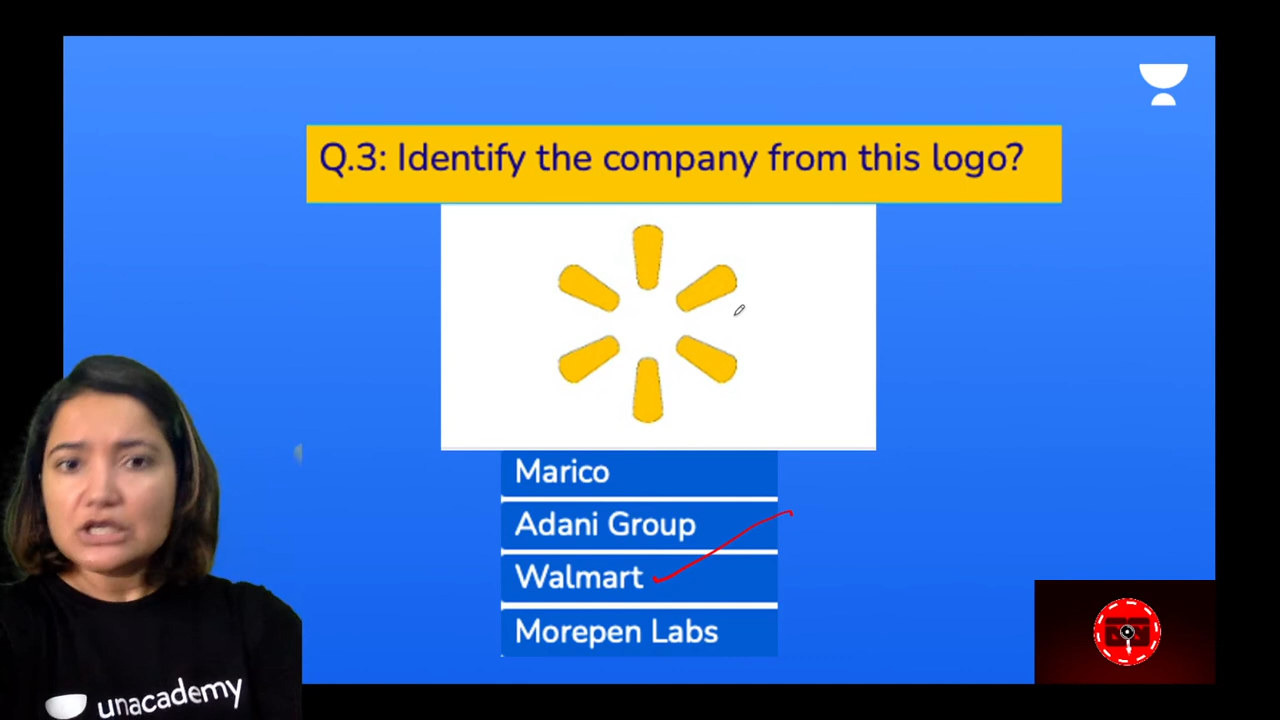 Q.3: Identify the company from this logo?
Marico
Adani Group
Walmart
Morepen Labs
unacademy